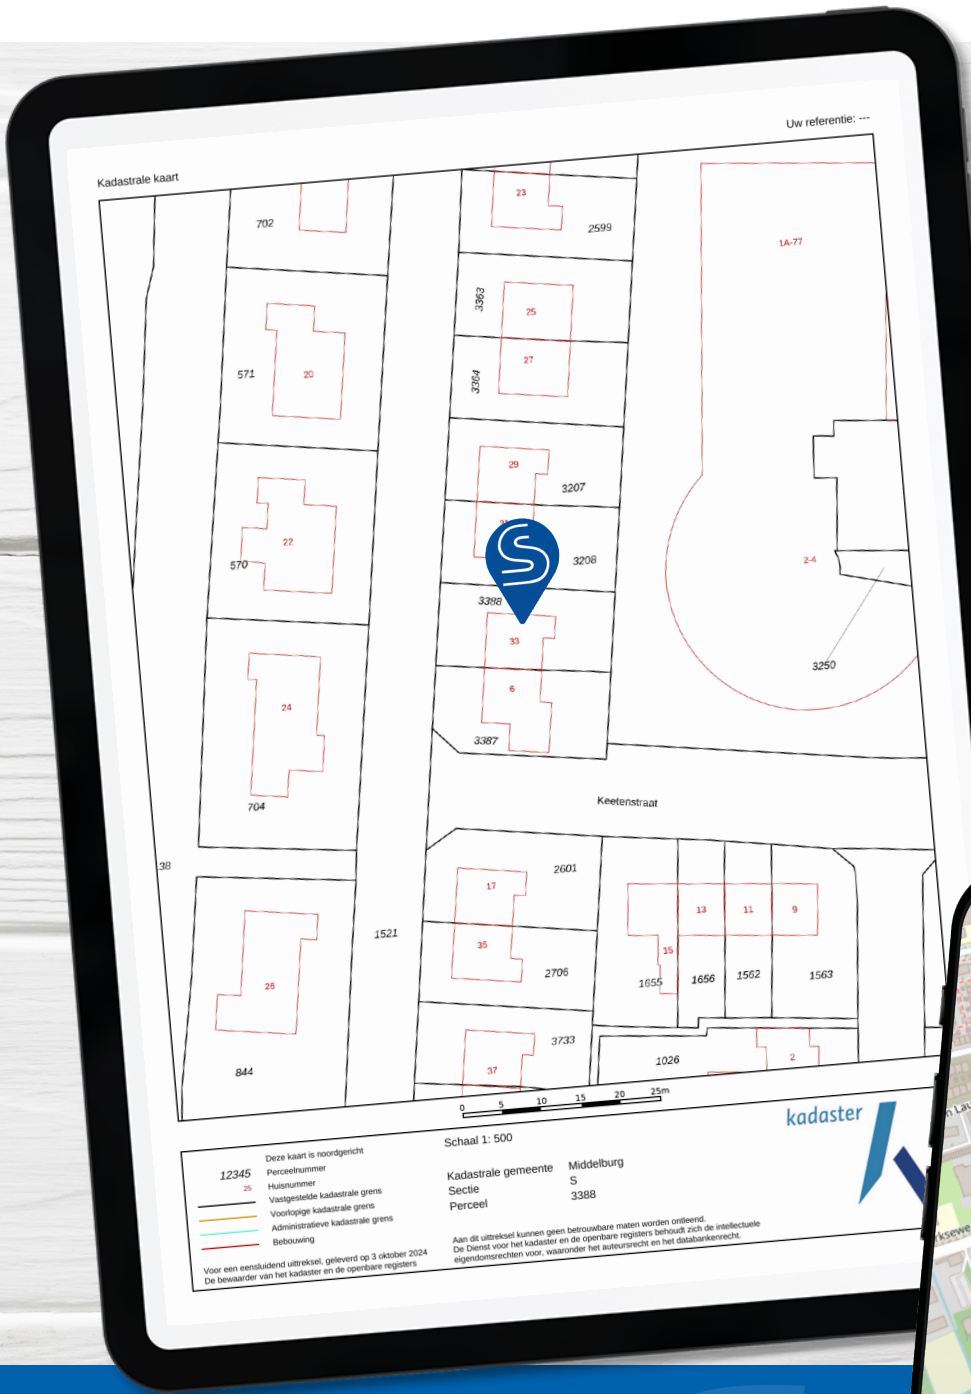 Uw referentie: ---
Kadastrale kaart
23
702
2599
1A-77
3363
25
27
3364
571
20
29
3207
22
570
3208
2-4
3388
33
3250
6
24
3387
704
Keetenstraat
38
2601
17
13
11
9
1521
35
15
2706
1655
1656
1562
1563
26
3733
1026
2
37
844
0 5 10 15 20 25m
Schaal 1: 500
kadaster
Deze kaart is noordgericht
12345 Perceelnummer
25 Huisnummer
Vastgestelde kadastrale grens
Voorlopige kadastrale grens
Administratieve kadastrale grens
Bebouwing
Kadastrale gemeente Middelburg
Sectie S
Perceel 3388
Voor een eensluidend uittreksel, geleverd op 3 oktober 2024
De bewaarder van het kadaster en de openbare registers
Aan dit uittreksel kunnen geen betrouwbare maten worden ontleend.
De Dienst voor het kadaster en de openbare registers behoudt zich de intellectuele
eigendomsrechten voor, waaronder het auteursrecht en het databankenrecht.